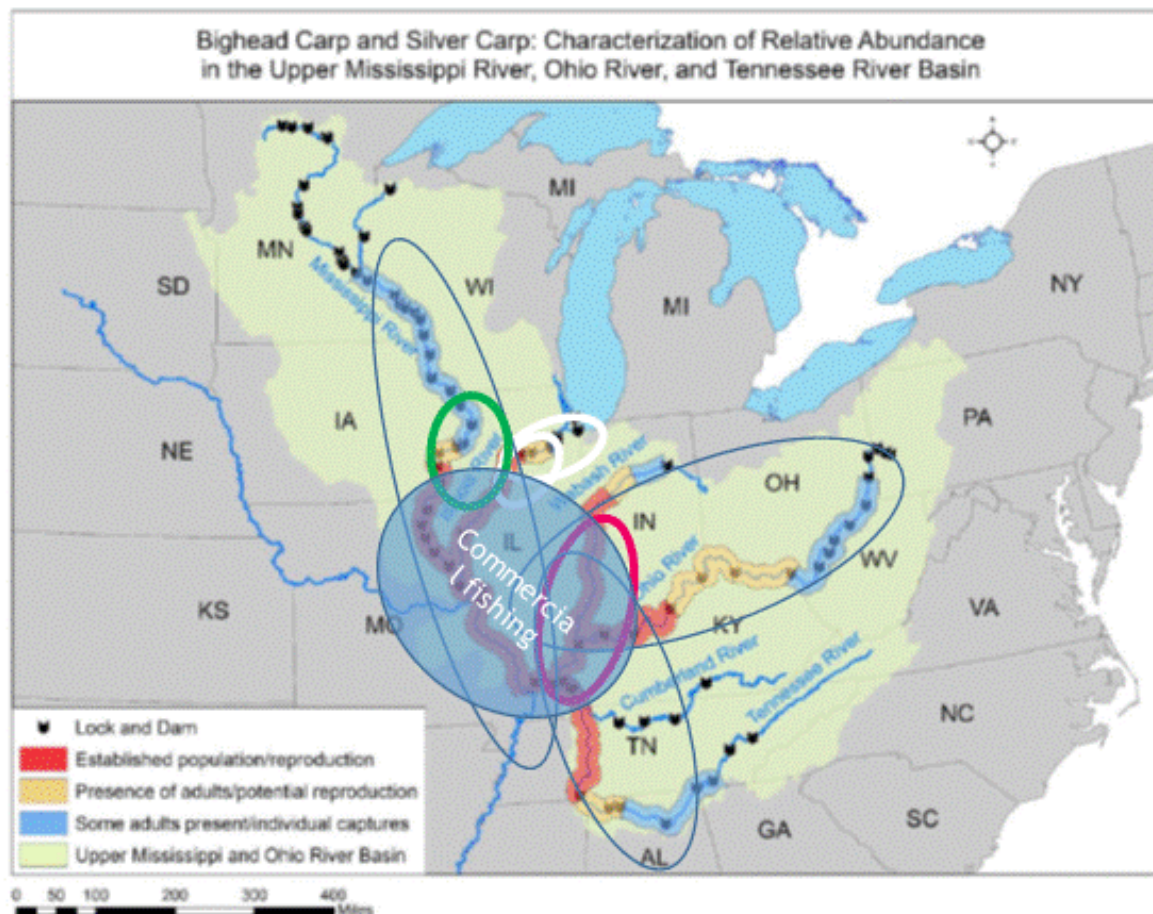 Bighead Carp and Silver Carp: Characterization of Relative Abundance
in the Upper Mississippi River, Ohio River, and Tennessee River Basin
MI
MN
SD
WI
Mississippi River
MI
NY
IA
PA
NE
River
Wabash River
OH
IN
IL
WV
Commercia
l fishing
Ohio River
KS
MO
KY
VA
Cumberland River
Tennessee River
NC
TN
SC
GA
AL
Lock and Dam
Established population/reproduction
Presence of adults/potential reproduction
Some adults present/individual captures
Upper Mississippi and Ohio River Basin
0 50 100 200 300 400
Miles